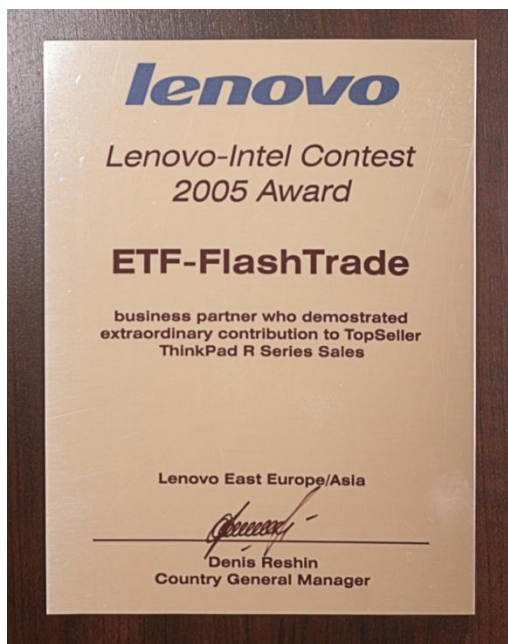 lenovo
Lenovo-Intel Contest
2005 Award
ETF-FlashTrade
business partner who demostrated
extraordinary contribution to TopSeller
ThinkPad R Series Sales
Lenovo East Europe/Asia
Denis Reshin
Country General Manager